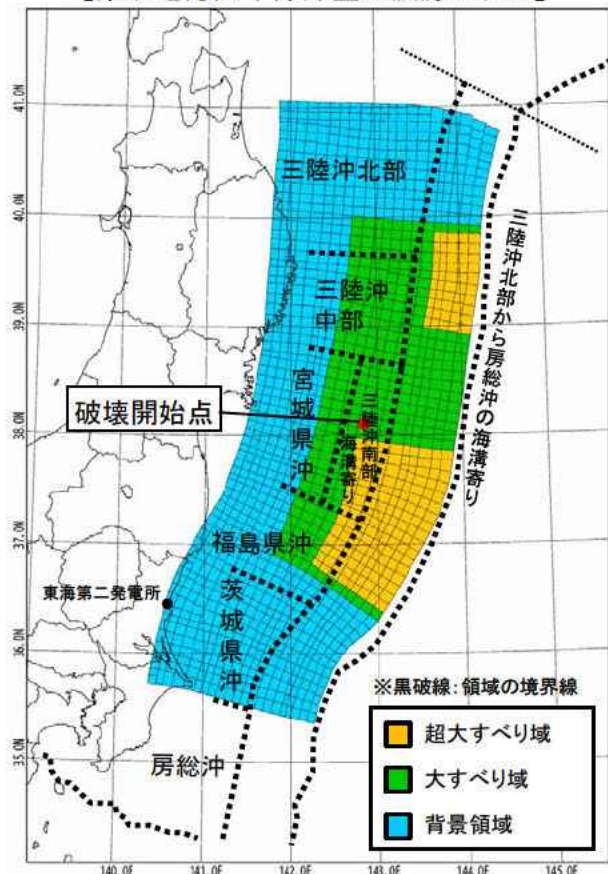 41.0N
三陸沖北部
40.0N
三陸沖
中部
三陸沖北部から房総沖の海溝寄り
39.0N
宮城県沖
破壊開始点
三陸沖南部
海溝寄り
38.0N
37.0N
福島県沖
東海第二発電所
茨城県沖
36.0N
※黒破線:領域の境界線
超大すべり域
35.0N
房総沖
大すべり域
背景領域
140.0E
141.0E
142.0E
143.0E
144.0E
145.0E